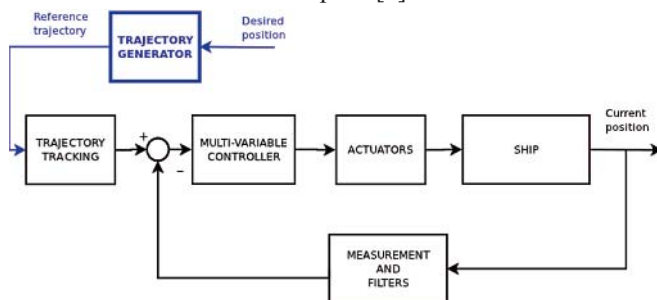 Reference
trajectory
TRAJECTORY
GENERATOR
Desired
position
TRAJECTORY
TRACKING
+
−
MULTI-VARIABLE
CONTROLLER
ACTUATORS
SHIP
Current
position
MEASUREMENT
AND
FILTERS